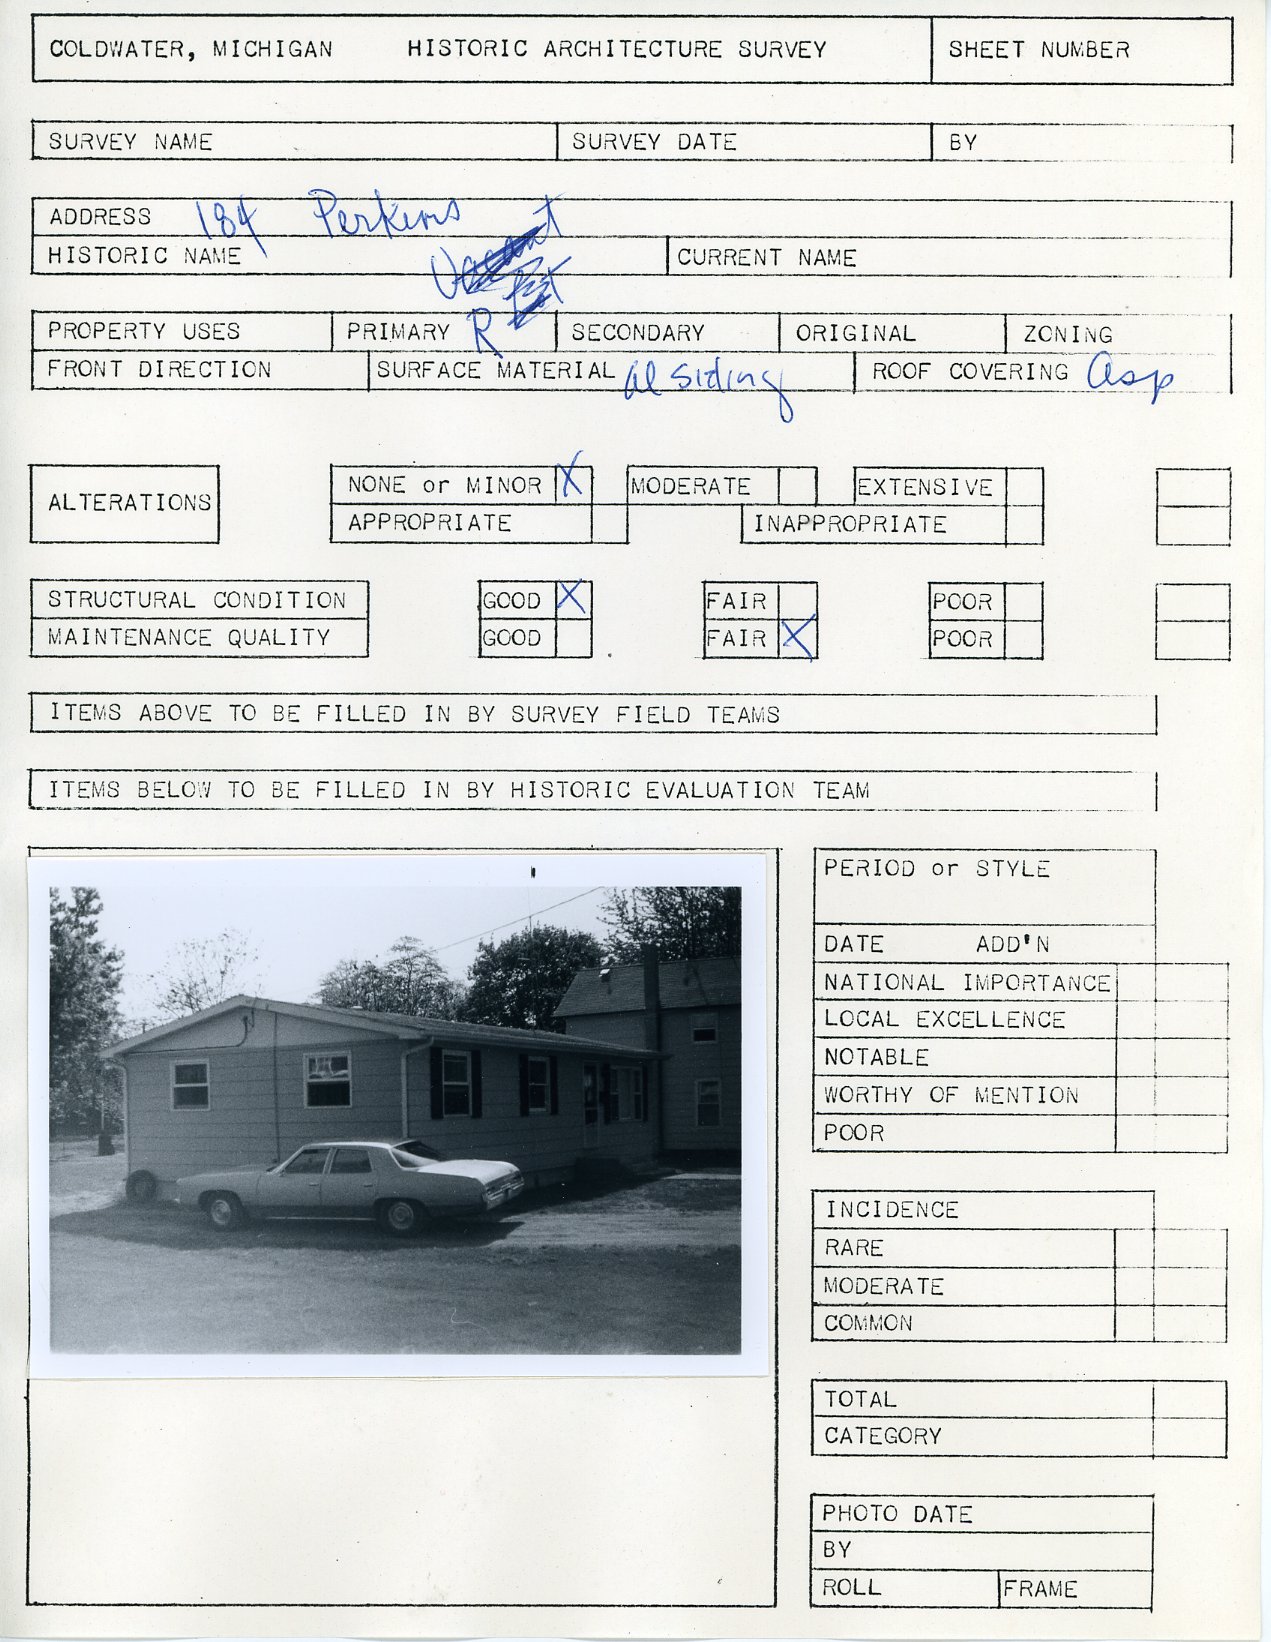 COLDWATER, MICHIGAN HISTORIC ARCHITECTURE SURVEY SHEET NUMBER
SURVEY NAME SURVEY DATE BY
ADDRESS 184 Perkins
HISTORIC NAME Vacant CURRENT NAME
PROPERTY USES PRIMARY R SECONDARY ORIGINAL ZONING
FRONT DIRECTION SURFACE MATERIAL al siding ROOF COVERING Asp
ALTERATIONS NONE or MINOR X MODERATE EXTENSIVE
APPROPRIATE INAPPROPRIATE
STRUCTURAL CONDITION GOOD X FAIR POOR
MAINTENANCE QUALITY GOOD FAIR X POOR
ITEMS ABOVE TO BE FILLED IN BY SURVEY FIELD TEAMS
ITEMS BELOW TO BE FILLED IN BY HISTORIC EVALUATION TEAM
PERIOD or STYLE
DATE ADD'N
NATIONAL IMPORTANCE
LOCAL EXCELLENCE
NOTABLE
WORTHY OF MENTION
POOR
INCIDENCE
RARE
MODERATE
COMMON
TOTAL
CATEGORY
PHOTO DATE
BY
ROLL FRAME